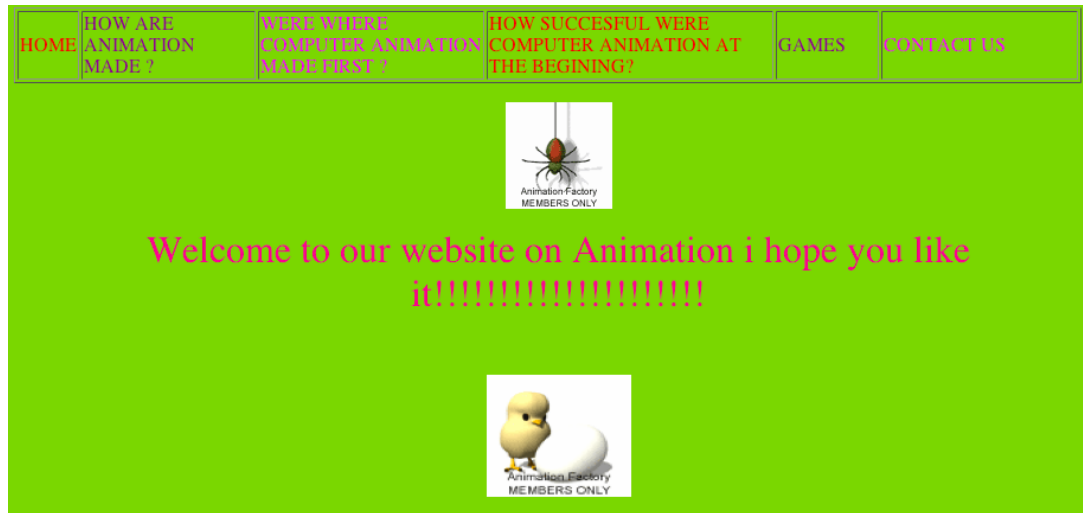 HOME
HOW ARE
ANIMATION
MADE ?
WERE WHERE
COMPUTER ANIMATION
MADE FIRST ?
HOW SUCCESFUL WERE
COMPUTER ANIMATION AT
THE BEGINING?
GAMES
CONTACT US
Animation Factory
MEMBERS ONLY
Welcome to our website on Animation i hope you like
it!!!!!!!!!!!!!!!!!!!!!
Animation Factory
MEMBERS ONLY